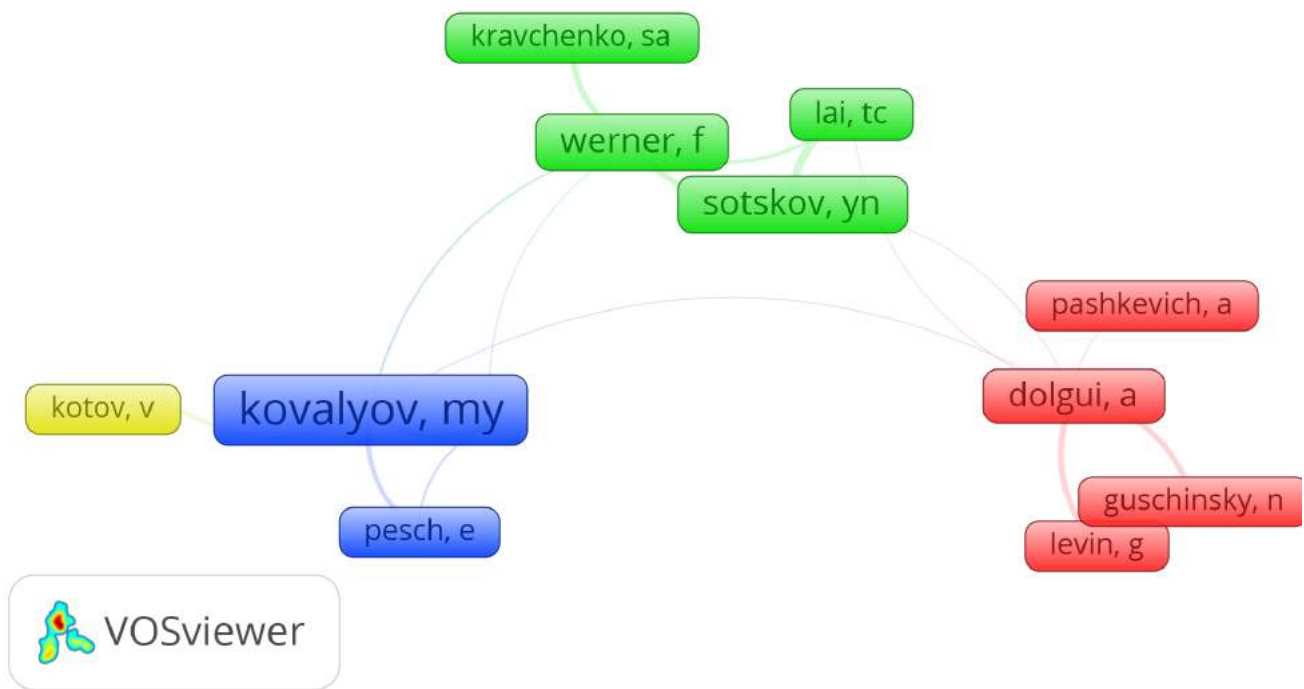 kravchenko, sa
lai, tc
werner, f
sotskov, yn
pashkevich, a
dolgui, a
kotov, v
kovalyov, my
guschinsky, n
pesch, e
levin, g
VOSviewer